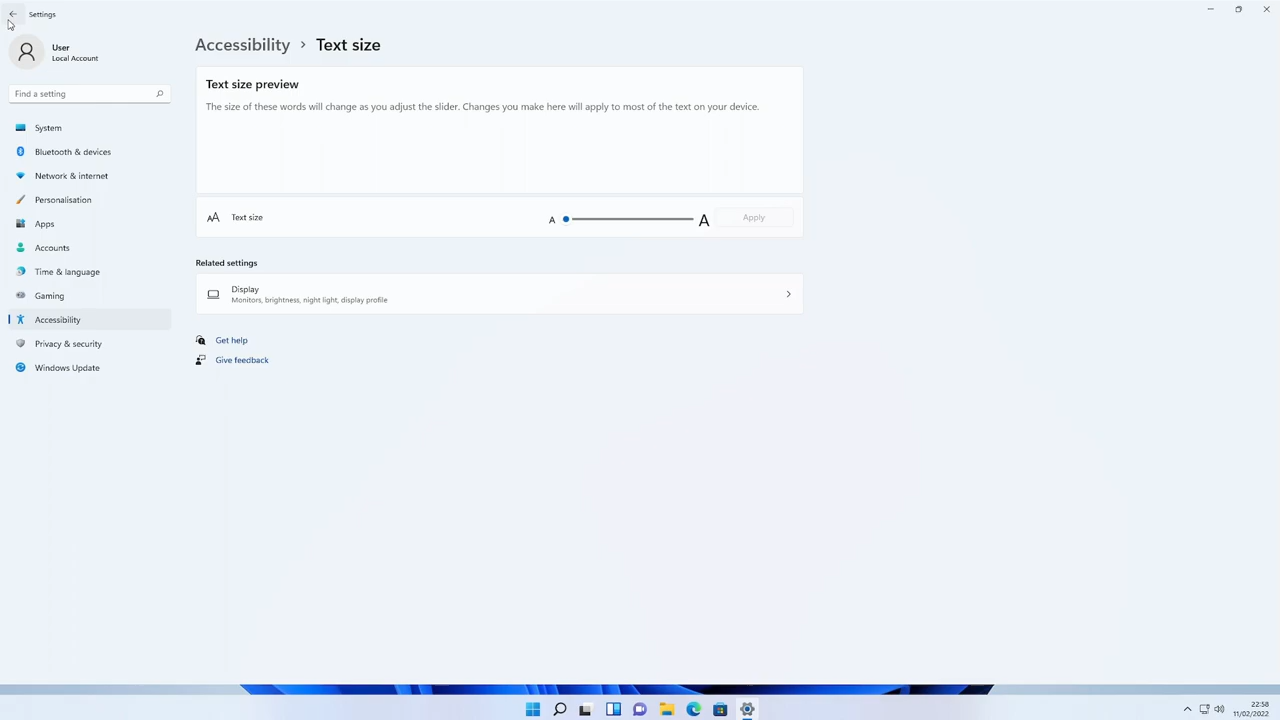 Settings
User
Local Account
Find a setting
System
Bluetooth & devices
Network & internet
Personalisation
Apps
Accounts
Time & language
Gaming
Accessibility
Privacy & security
Windows Update
Accessibility > Text size
Text size preview
The size of these words will change as you adjust the slider. Changes you make here will apply to most of the text on your device.
Text size
A A
Apply
Related settings
Display
Monitors, brightness, night light, display profile
Get help
Give feedback
22:58
11/02/2022